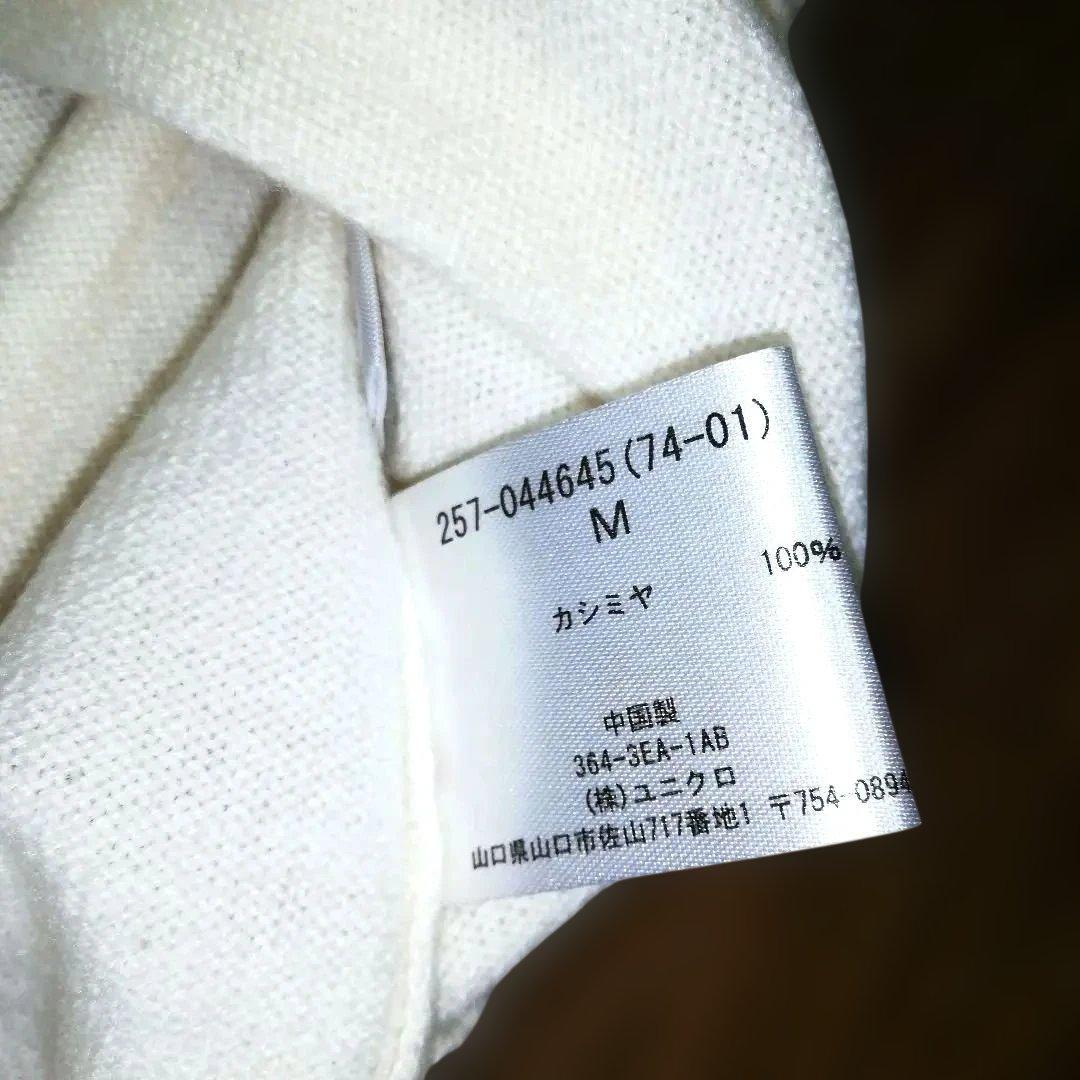 257-044645(74-01)
M
カシミヤ 100%
中国製
364-3EA-1AB
(株)ユニクロ
山口県山口市佐山717番地1 〒754-0894